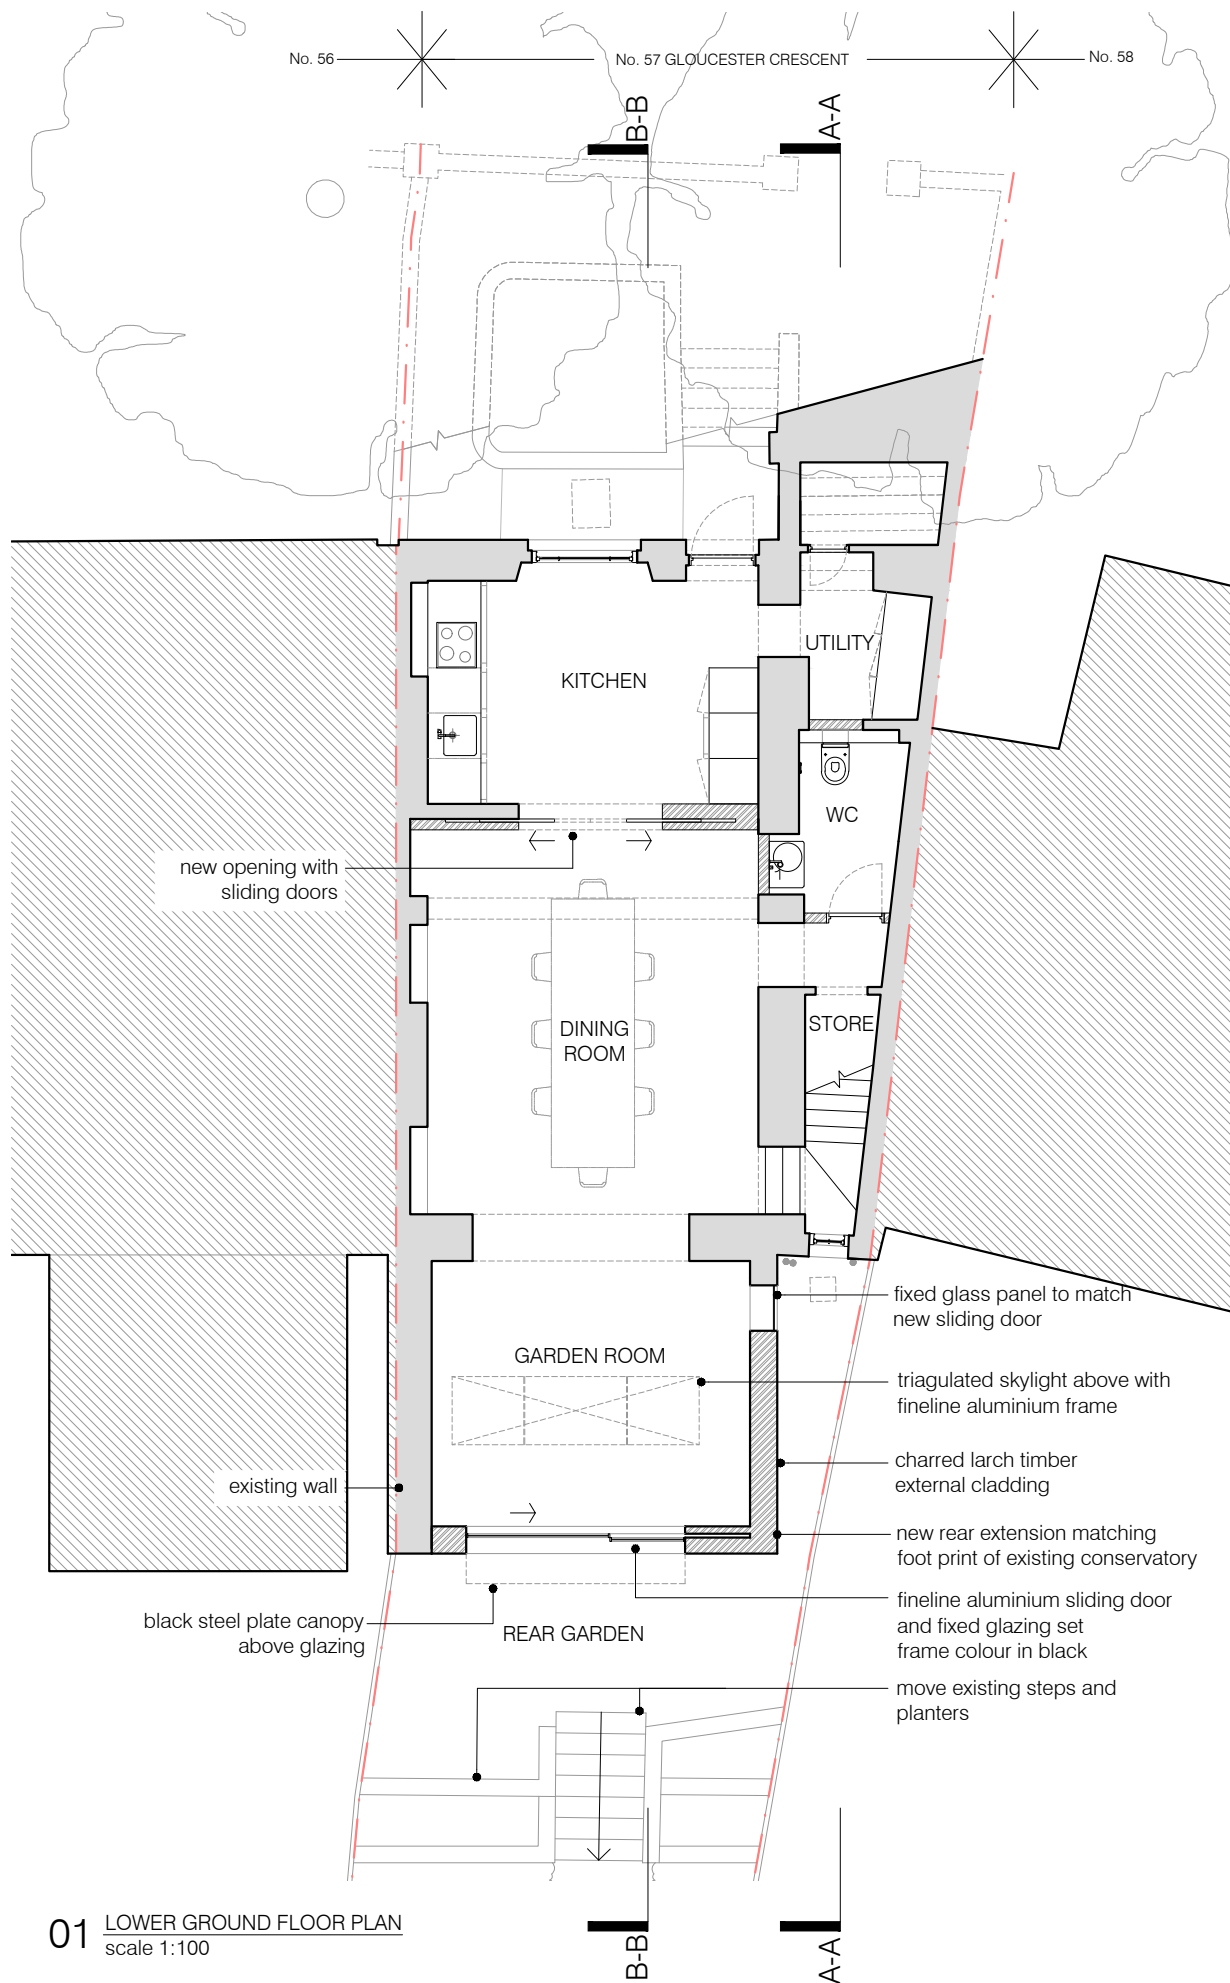 No. 56
No. 57 GLOUCESTER CRESCENT
No. 58
B-B
A-A
UTILITY
KITCHEN
WC
new opening with
sliding doors
DINING
ROOM
STORE
fixed glass panel to match
new sliding door
GARDEN ROOM
triagulated skylight above with
fineline aluminium frame
charred larch timber
external cladding
existing wall
new rear extension matching
foot print of existing conservatory
fineline aluminium sliding door
and fixed glazing set
frame colour in black
black steel plate canopy
above glazing
REAR GARDEN
move existing steps and
planters
01 LOWER GROUND FLOOR PLAN
scale 1:100
B-B
A-A